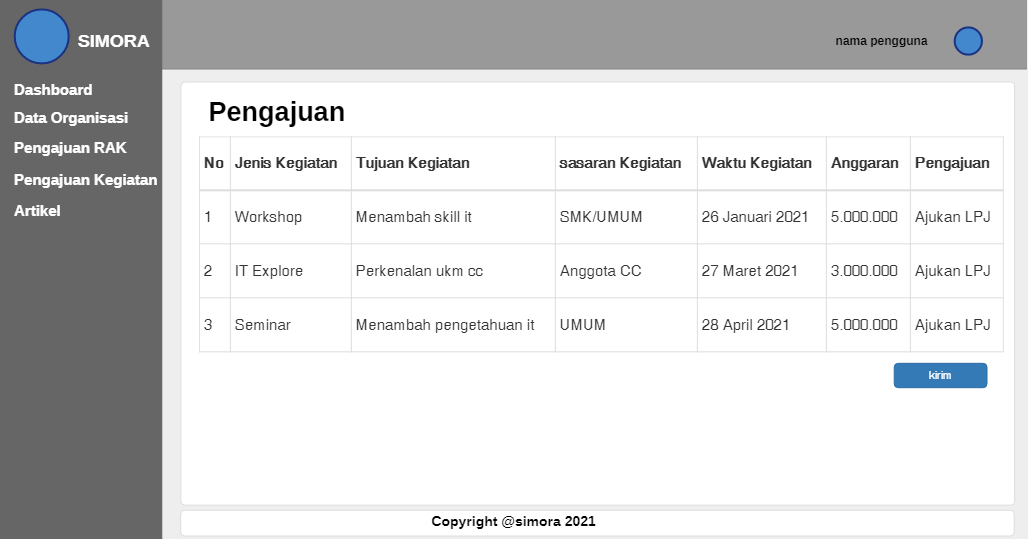 SIMORA
nama pengguna
Dashboard
Data Organisasi
Pengajuan RAK
Pengajuan Kegiatan
Artikel
Pengajuan
No Jenis Kegiatan Tujuan Kegiatan sasaran Kegiatan Waktu Kegiatan Anggaran Pengajuan
1 Workshop Menambah skill it SMK/UMUM 26 Januari 2021 5.000.000 Ajukan LPJ
2 IT Explore Perkenalan ukm cc Anggota CC 27 Maret 2021 3.000.000 Ajukan LPJ
3 Seminar Menambah pengetahuan it UMUM 28 April 2021 5.000.000 Ajukan LPJ
kirim
Copyright @simora 2021